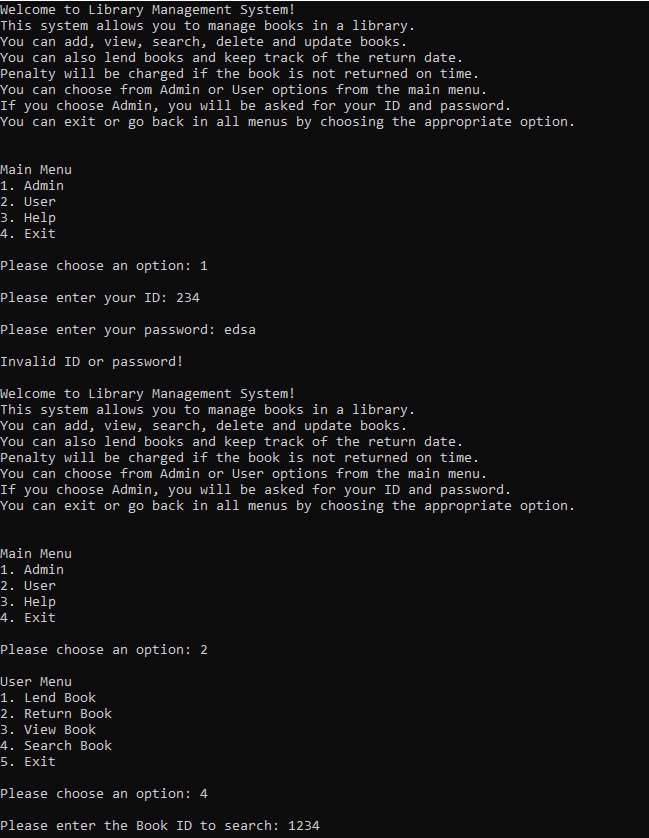 Welcome to Library Management System!
This system allows you to manage books in a library.
You can add, view, search, delete and update books.
You can also lend books and keep track of the return date.
Penalty will be charged if the book is not returned on time.
You can choose from Admin or User options from the main menu.
If you choose Admin, you will be asked for your ID and password.
You can exit or go back in all menus by choosing the appropriate option.
Main Menu
1. Admin
2. User
3. Help
4. Exit
Please choose an option: 1
Please enter your ID: 234
Please enter your password: edsa
Invalid ID or password!
Welcome to Library Management System!
This system allows you to manage books in a library.
You can add, view, search, delete and update books.
You can also lend books and keep track of the return date.
Penalty will be charged if the book is not returned on time.
You can choose from Admin or User options from the main menu.
If you choose Admin, you will be asked for your ID and password.
You can exit or go back in all menus by choosing the appropriate option.
Main Menu
1. Admin
2. User
3. Help
4. Exit
Please choose an option: 2
User Menu
1. Lend Book
2. Return Book
3. View Book
4. Search Book
5. Exit
Please choose an option: 4
Please enter the Book ID to search: 1234